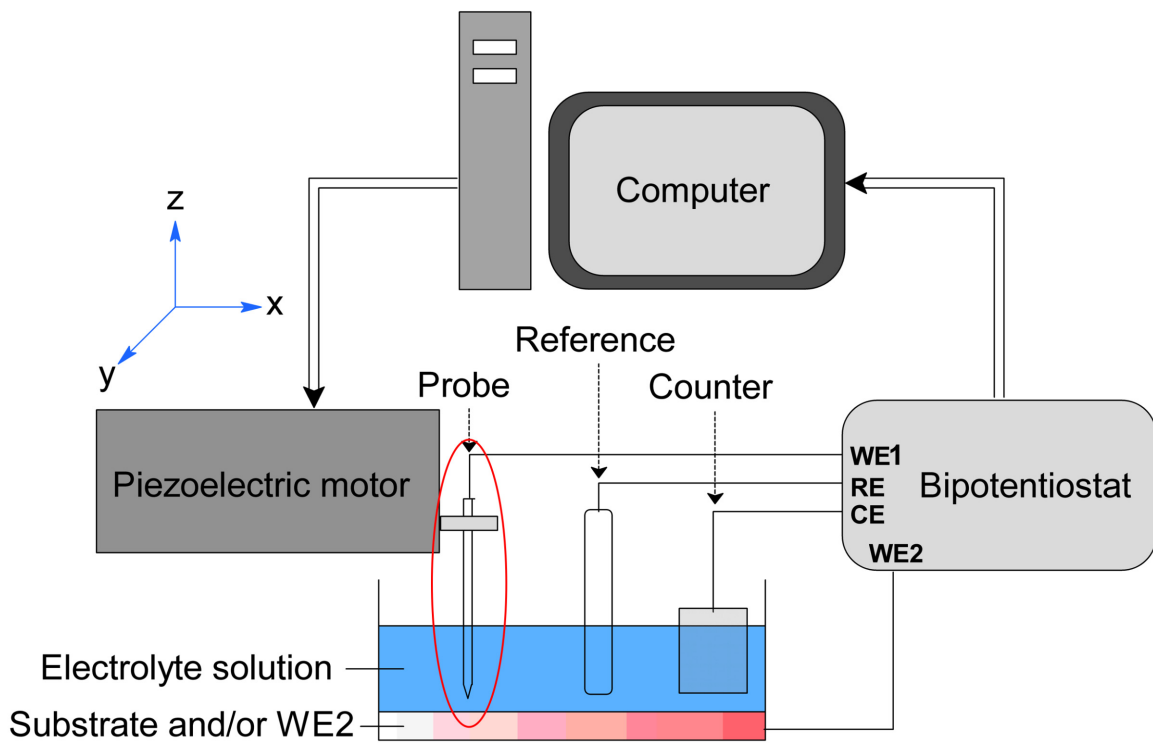 Computer
z
x
y
Reference
Probe
Counter
Piezoelectric motor
WE1
RE
CE
WE2
Bipotentiostat
Electrolyte solution
Substrate and/or WE2